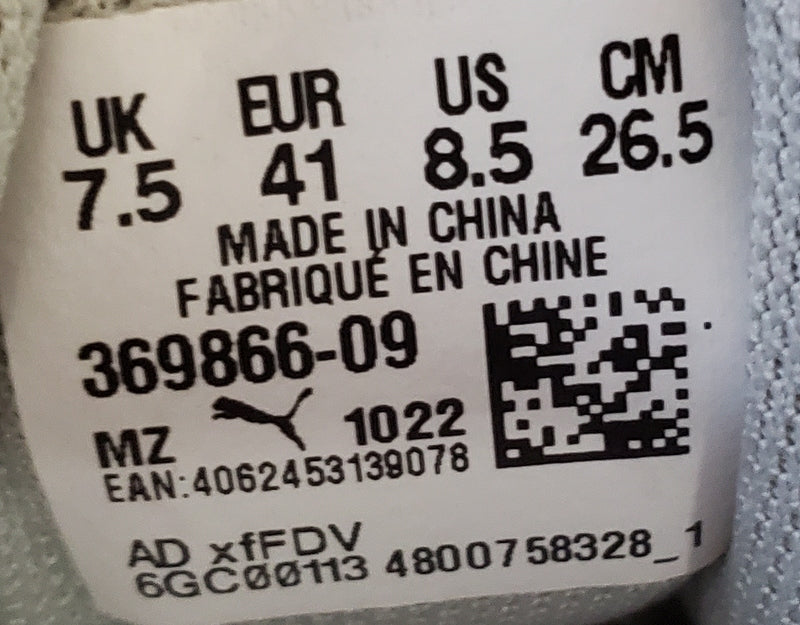 UK EUR US CM
7.5 41 8.5 26.5
MADE IN CHINA
FABRIQUÉ EN CHINE
369866-09
MZ 1022
EAN:4062453139078
AD xfFDV
6GC00113 4800758328_1